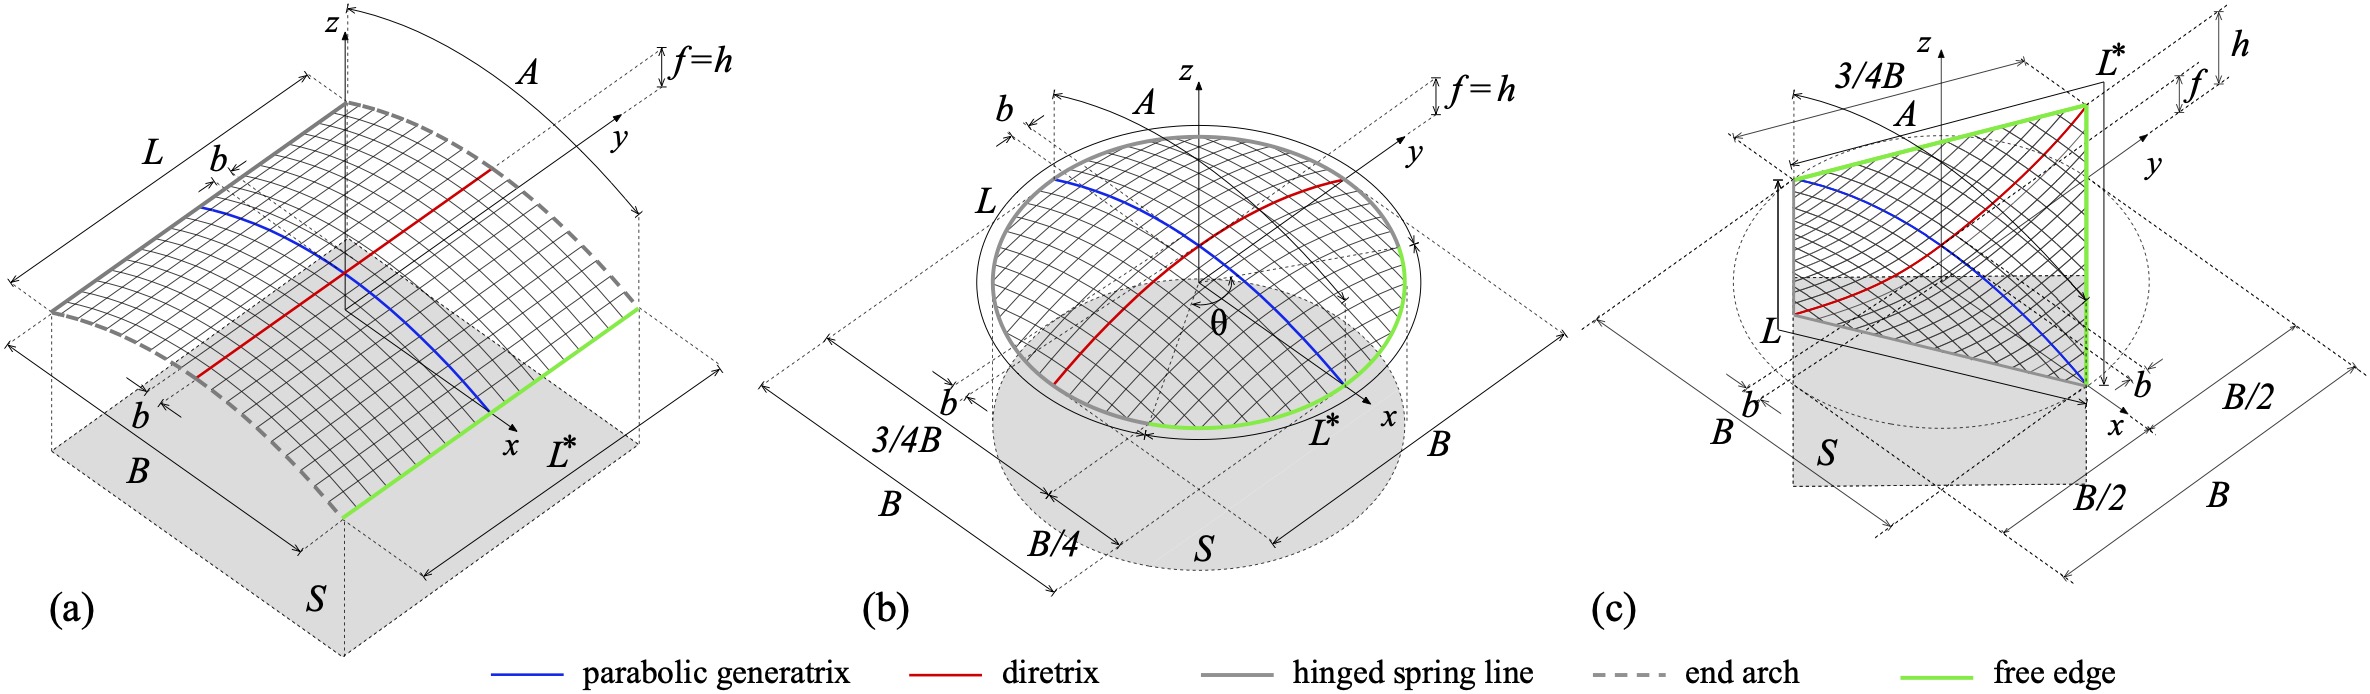 z
A
f=h
y
L
b
b
B
x
L*
S
(a)
z
A
f=h
b
y
L
θ
b
x
L*
3/4B
B
B
B/4
S
(b)
z
3/4B
L*
h
A
f
y
L
b
b
B
x
B/2
S
B/2
B
(c)
parabolic generatrix
diretrix
hinged spring line
end arch
free edge